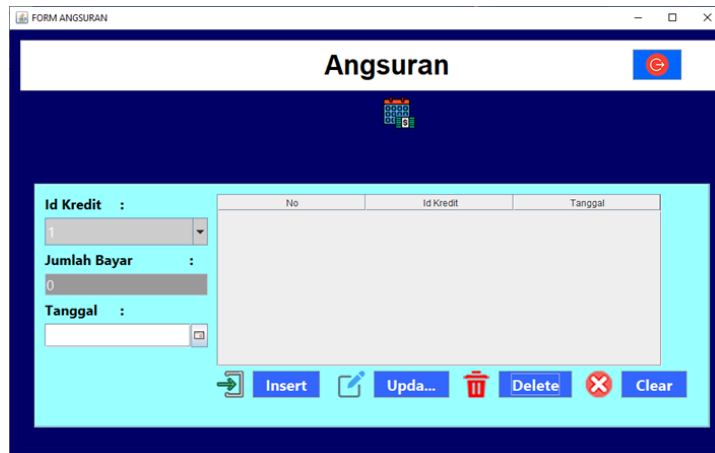 FORM ANGSURAN
Angsuran
Id Kredit :
1
Jumlah Bayar :
0
Tanggal :
No Id Kredit Tanggal
Insert Upda... Delete Clear